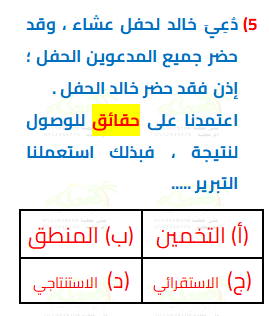 5) دُعِيَ خالد لحفل عشاء ، وقد
حضر جميع المدعوين الحفل ؛
إذن فقد حضر خالد الحفل .
اعتمدنا على حقائق للوصول
لنتيجة ، فبذلك استعملنا
التبرير .....
(أ) التخمين (ب) المنطق
(ج) الاستقرائي (د) الاستنتاجي